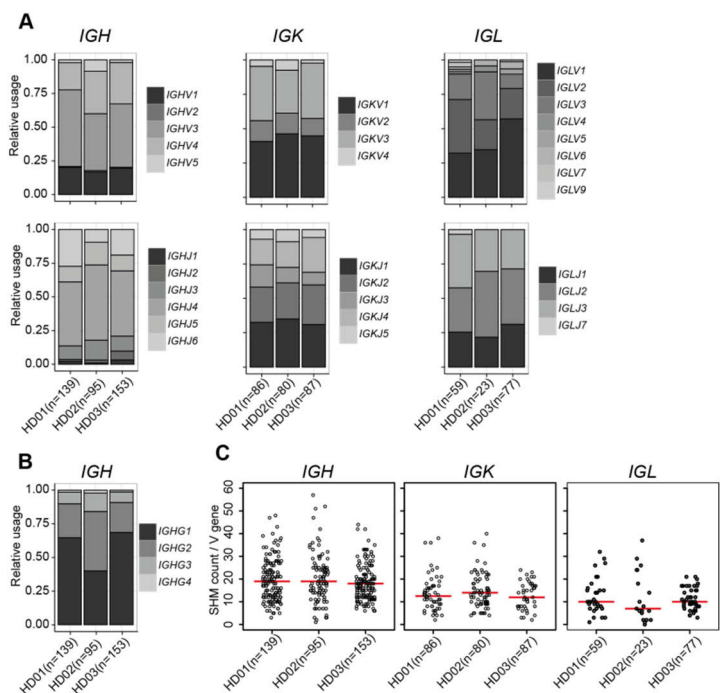 A
IGH
IGK
IGL
Relative usage
1.00
0.75
0.50
0.25
0.00
IGHV1
IGHV2
IGHV3
IGHV4
IGHV5
IGKV1
IGKV2
IGKV3
IGKV4
IGLV1
IGLV2
IGLV3
IGLV4
IGLV5
IGLV6
IGLV7
IGLV9
Relative usage
1.00
0.75
0.50
0.25
0.00
IGHJ1
IGHJ2
IGHJ3
IGHJ4
IGHJ5
IGHJ6
IGKJ1
IGKJ2
IGKJ3
IGKJ4
IGKJ5
IGLJ1
IGLJ2
IGLJ3
IGLJ7
HD01(n=139)
HD02(n=95)
HD03(n=153)
HD01(n=86)
HD02(n=80)
HD03(n=87)
HD01(n=59)
HD02(n=23)
HD03(n=77)
B
IGH
Relative usage
1.00
0.75
0.50
0.25
0.00
IGHG1
IGHG2
IGHG3
IGHG4
HD01(n=139)
HD02(n=95)
HD03(n=153)
C
IGH
IGK
IGL
SHM count / V gene
60
50
40
30
20
10
0
HD01(n=139)
HD02(n=95)
HD03(n=153)
HD01(n=86)
HD02(n=80)
HD03(n=87)
HD01(n=59)
HD02(n=23)
HD03(n=77)